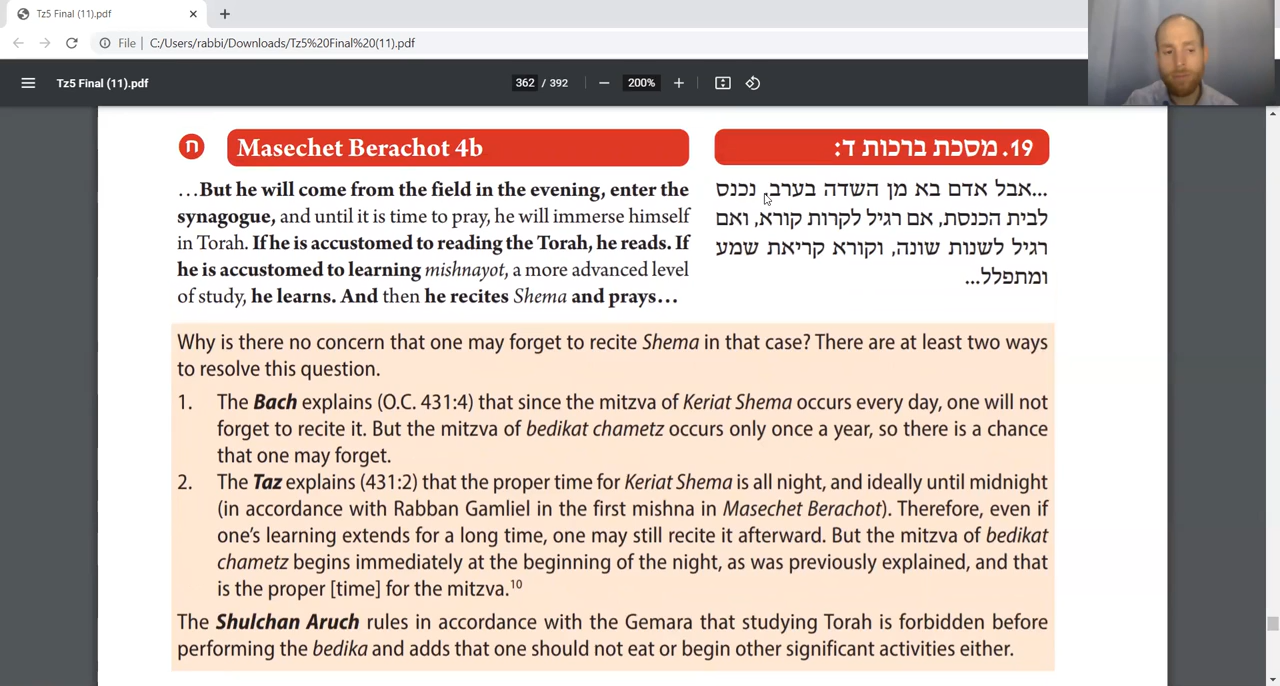 Tz5 Final (11).pdf
File | C:/Users/rabbi/Downloads/Tz5%20Final%20(11).pdf
Tz5 Final (11).pdf
362 / 392
200%
ח
Masechet Berachot 4b
…But he will come from the field in the evening, enter the
synagogue, and until it is time to pray, he will immerse himself
in Torah. If he is accustomed to reading the Torah, he reads. If
he is accustomed to learning mishnayot, a more advanced level
of study, he learns. And then he recites Shema and prays…
19. מסכת ברכות ד:
…אבל אדם בא מן השדה בערב, נכנס
לבית הכנסת, אם רגיל לקרות קורא, ואם
רגיל לשנות שונה, וקורא קריאת שמע
ומתפלל…
Why is there no concern that one may forget to recite Shema in that case? There are at least two ways
to resolve this question.
1. The Bach explains (O.C. 431:4) that since the mitzva of Keriat Shema occurs every day, one will not
forget to recite it. But the mitzva of bedikat chametz occurs only once a year, so there is a chance
that one may forget.
2. The Taz explains (431:2) that the proper time for Keriat Shema is all night, and ideally until midnight
(in accordance with Rabban Gamliel in the first mishna in Masechet Berachot). Therefore, even if
one's learning extends for a long time, one may still recite it afterward. But the mitzva of bedikat
chametz begins immediately at the beginning of the night, as was previously explained, and that
is the proper [time] for the mitzva.10
The Shulchan Aruch rules in accordance with the Gemara that studying Torah is forbidden before
performing the bedika and adds that one should not eat or begin other significant activities either.